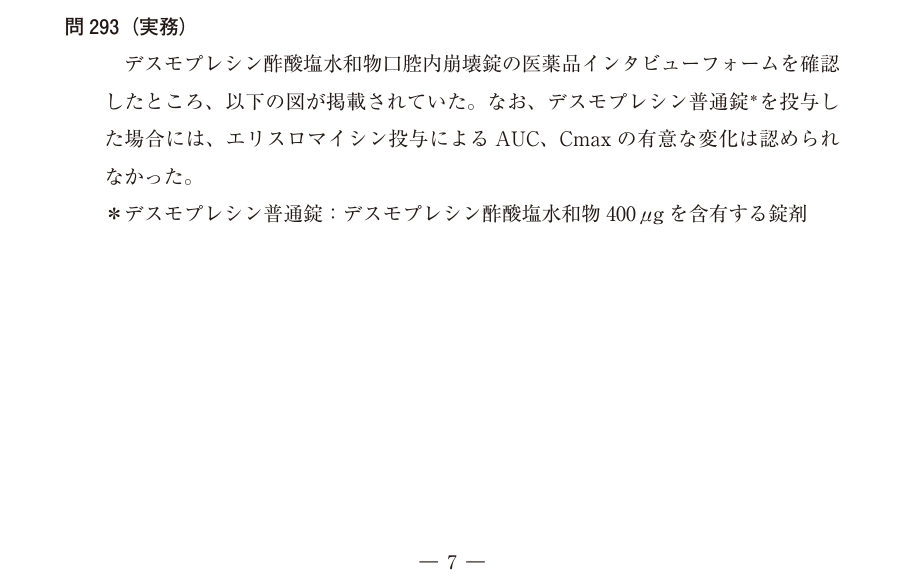 問 293（実務）
デスモプレシン酢酸塩水和物口腔内崩壊錠の医薬品インタビューフォームを確認
したところ、以下の図が掲載されていた。なお、デスモプレシン普通錠*を投与し
た場合には、エリスロマイシン投与による AUC、Cmax の有意な変化は認められ
なかった。
＊デスモプレシン普通錠：デスモプレシン酢酸塩水和物 400 μg を含有する錠剤
― 7 ―